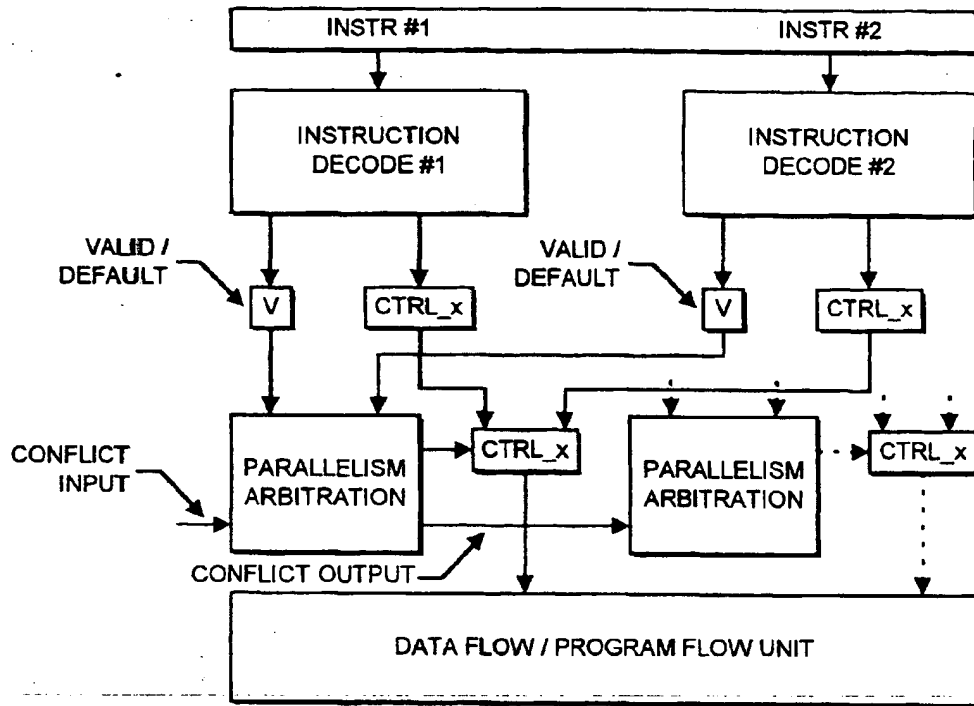 INSTR #1
INSTR #2
INSTRUCTION
DECODE #1
INSTRUCTION
DECODE #2
VALID /
DEFAULT
VALID /
DEFAULT
V
CTRL_x
V
CTRL_x
CONFLICT
INPUT
PARALLELISM
ARBITRATION
CTRL_x
PARALLELISM
ARBITRATION
CTRL_x
CONFLICT OUTPUT
DATA FLOW / PROGRAM FLOW UNIT